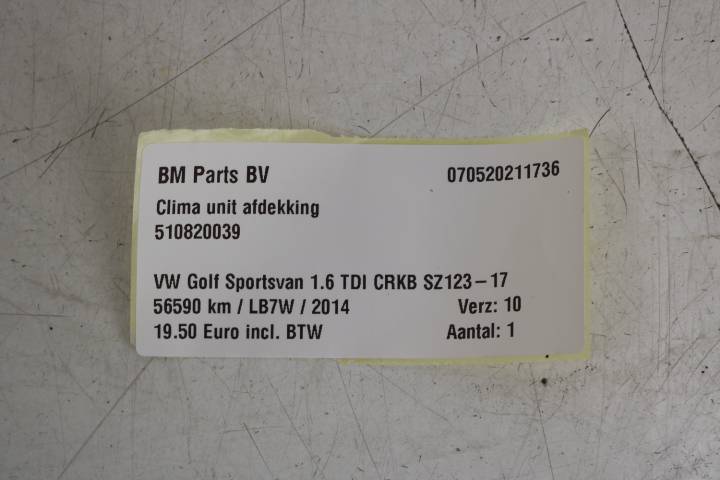 BM Parts BV 070520211736
Clima unit afdekking
510820039
VW Golf Sportsvan 1.6 TDI CRKB SZ123-17
56590 km / LB7W / 2014 Verz: 10
19.50 Euro incl. BTW Aantal: 1